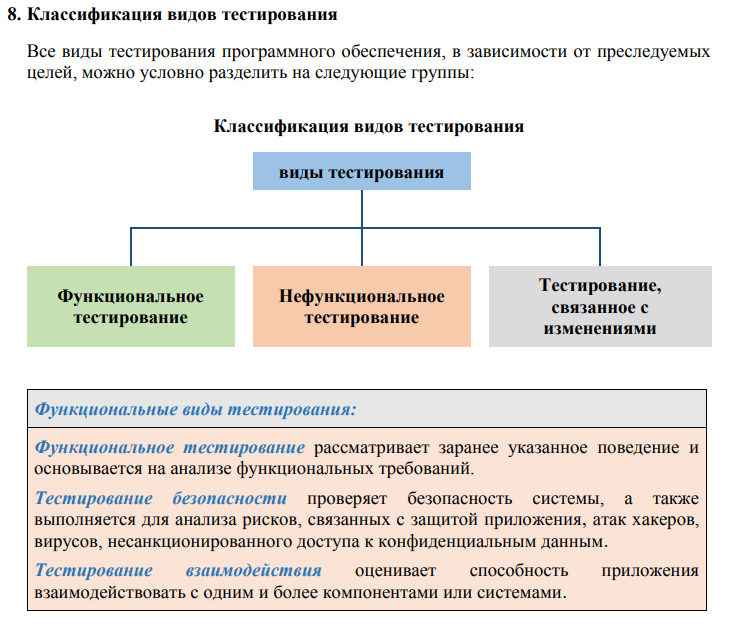 8. Классификация видов тестирования
Все виды тестирования программного обеспечения, в зависимости от преследуемых
целей, можно условно разделить на следующие группы:
Классификация видов тестирования
виды тестирования
Функциональное
тестирование
Нефункциональное
тестирование
Тестирование,
связанное с
изменениями
Функциональные виды тестирования:
Функциональное тестирование рассматривает заранее указанное поведение и
основывается на анализе функциональных требований.
Тестирование безопасности проверяет безопасность системы, а также
выполняется для анализа рисков, связанных с защитой приложения, атак хакеров,
вирусов, несанкционированного доступа к конфиденциальным данным.
Тестирование взаимодействия оценивает способность приложения
взаимодействовать с одним и более компонентами или системами.